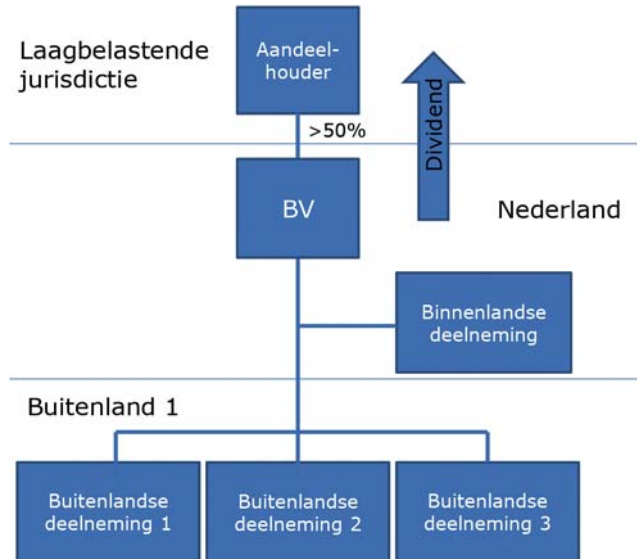 Laagbelastende
jurisdictie
Aandeel-
houder
>50%
Dividend
BV
Nederland
Binnenlandse
deelneming
Buitenland 1
Buitenlandse
deelneming 1
Buitenlandse
deelneming 2
Buitenlandse
deelneming 3